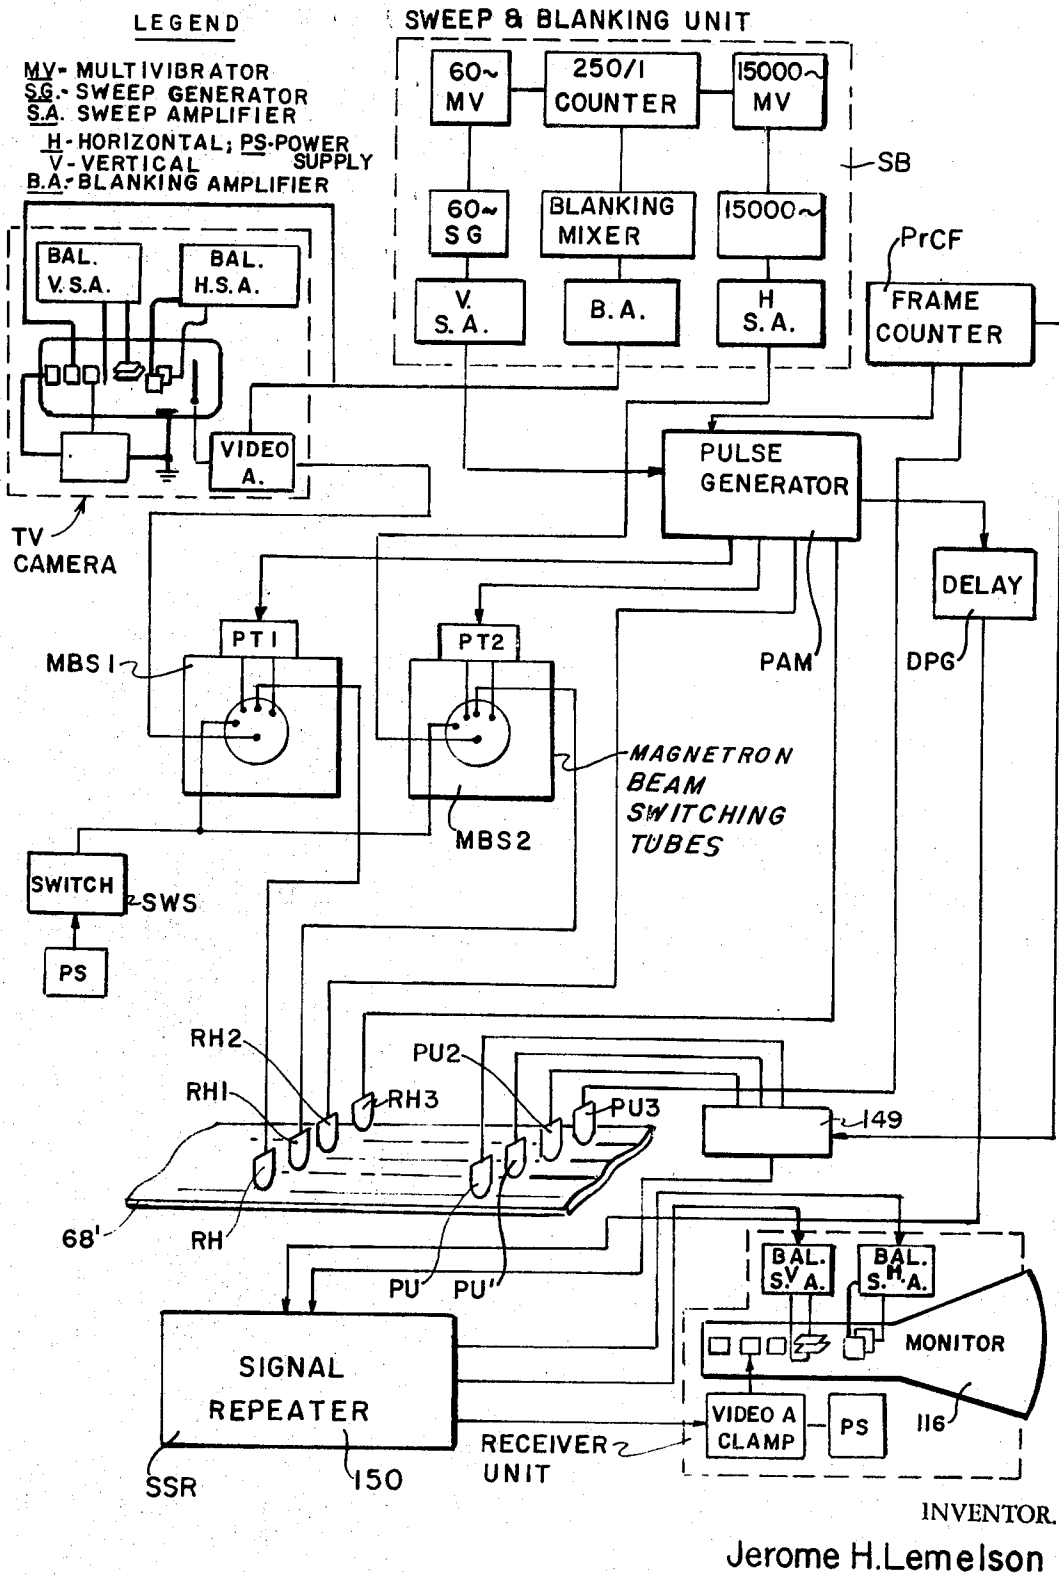 LEGEND
MV- MULTIVIBRATOR
S.G.- SWEEP GENERATOR
S.A. SWEEP AMPLIFIER
H-HORIZONTAL; PS-POWER
V-VERTICAL SUPPLY
B.A.- BLANKING AMPLIFIER
SWEEP & BLANKING UNIT
60~
MV
250/1
COUNTER
15000~
MV
SB
60~
SG
BLANKING
MIXER
15000~
V.
S.A.
B.A.
H
S.A.
PrCF
FRAME
COUNTER
BAL.
V.S.A.
BAL.
H.S.A.
VIDEO
A.
TV
CAMERA
PULSE
GENERATOR
PAM
DELAY
DPG
PT1
MBS1
PT2
MBS2
MAGNETRON
BEAM
SWITCHING
TUBES
SWITCH
SWS
PS
RH2
RH1
RH3
PU2
PU3
149
68'
RH
PU
PU'
BAL.
V
S. A.
BAL.
H.
S. A.
MONITOR
116
SIGNAL
REPEATER
SSR
150
RECEIVER
UNIT
VIDEO A
CLAMP
PS
INVENTOR.
Jerome H.Lemelson